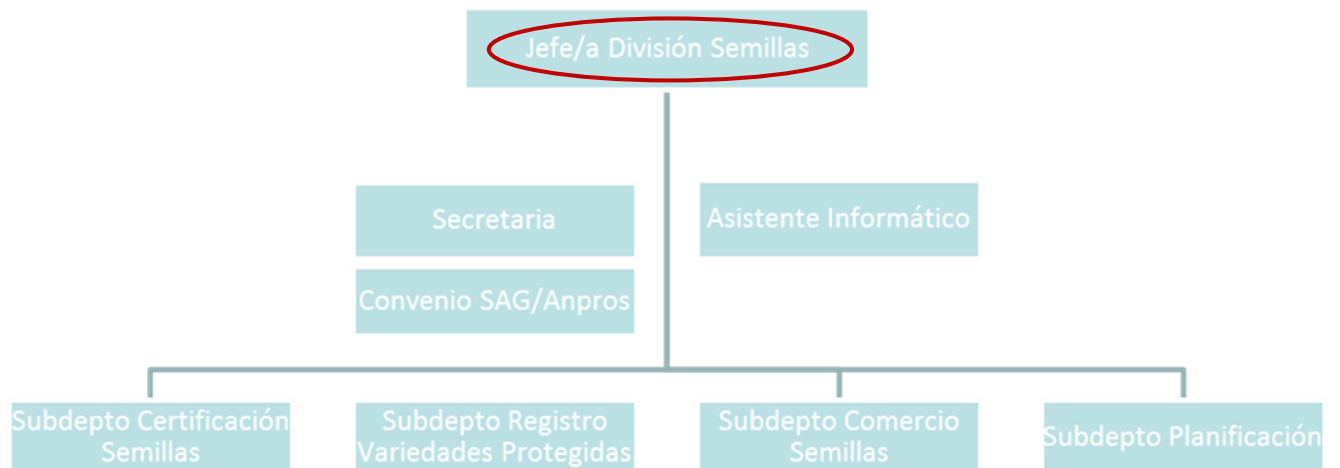 Jefe/a División Semillas
Secretaria
Asistente Informático
Convenio SAG/Anpros
Subdepto Certificación
Semillas
Subdepto Registro
Variedades Protegidas
Subdepto Comercio
Semillas
Subdepto Planificación